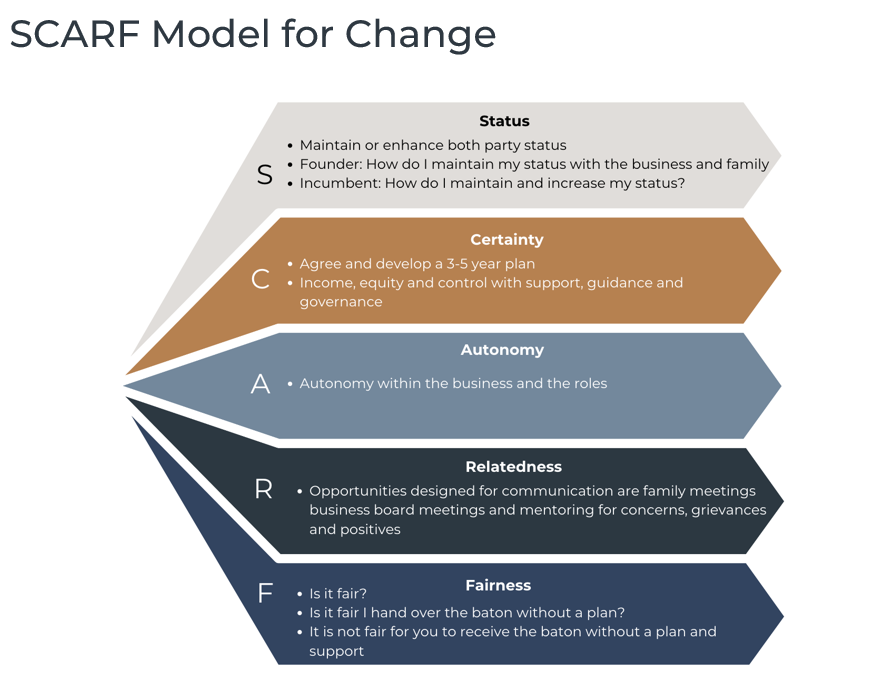 SCARF Model for Change
Status
• Maintain or enhance both party status
• Founder: How do I maintain my status with the business and family
• Incumbent: How do I maintain and increase my status?
S
Certainty
• Agree and develop a 3-5 year plan
• Income, equity and control with support, guidance and
governance
C
Autonomy
• Autonomy within the business and the roles
A
Relatedness
• Opportunities designed for communication are family meetings
business board meetings and mentoring for concerns, grievances
and positives
R
Fairness
• Is it fair?
• Is it fair I hand over the baton without a plan?
• It is not fair for you to receive the baton without a plan and
support
F